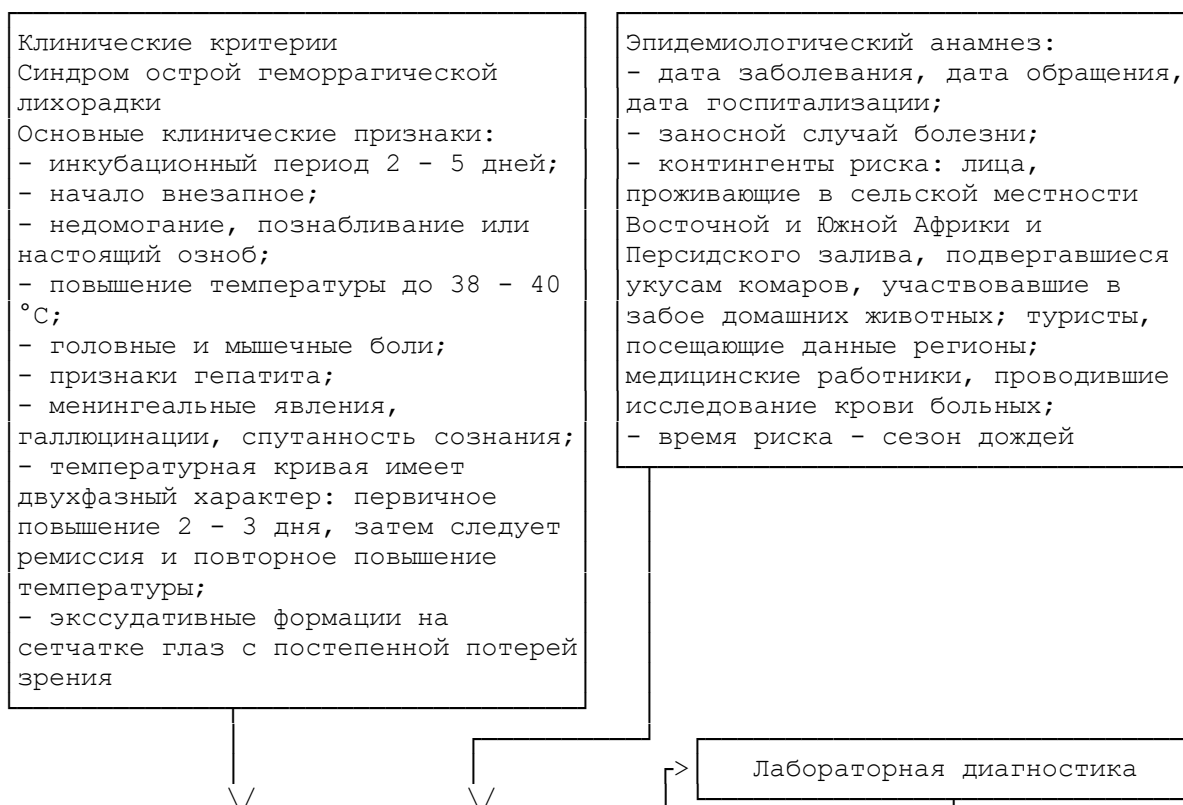 Клинические критерии
Синдром острой геморрагической
лихорадки
Основные клинические признаки:
- инкубационный период 2 - 5 дней;
- начало внезапное;
- недомогание, познабливание или
настоящий озноб;
- повышение температуры до 38 - 40
°C;
- головные и мышечные боли;
- признаки гепатита;
- менингеальные явления,
галлюцинации, спутанность сознания;
- температурная кривая имеет
двухфазный характер: первичное
повышение 2 - 3 дня, затем следует
ремиссия и повторное повышение
температуры;
- экссудативные формации на
сетчатке глаз с постепенной потерей
зрения
Эпидемиологический анамнез:
- дата заболевания, дата обращения,
дата госпитализации;
- заносной случай болезни;
- контингенты риска: лица,
проживающие в сельской местности
Восточной и Южной Африки и
Персидского залива, подвергавшиеся
укусам комаров, участвовавшие в
забое домашних животных; туристы,
посещающие данные регионы;
медицинские работники, проводившие
исследование крови больных;
- время риска - сезон дождей
Лабораторная диагностика